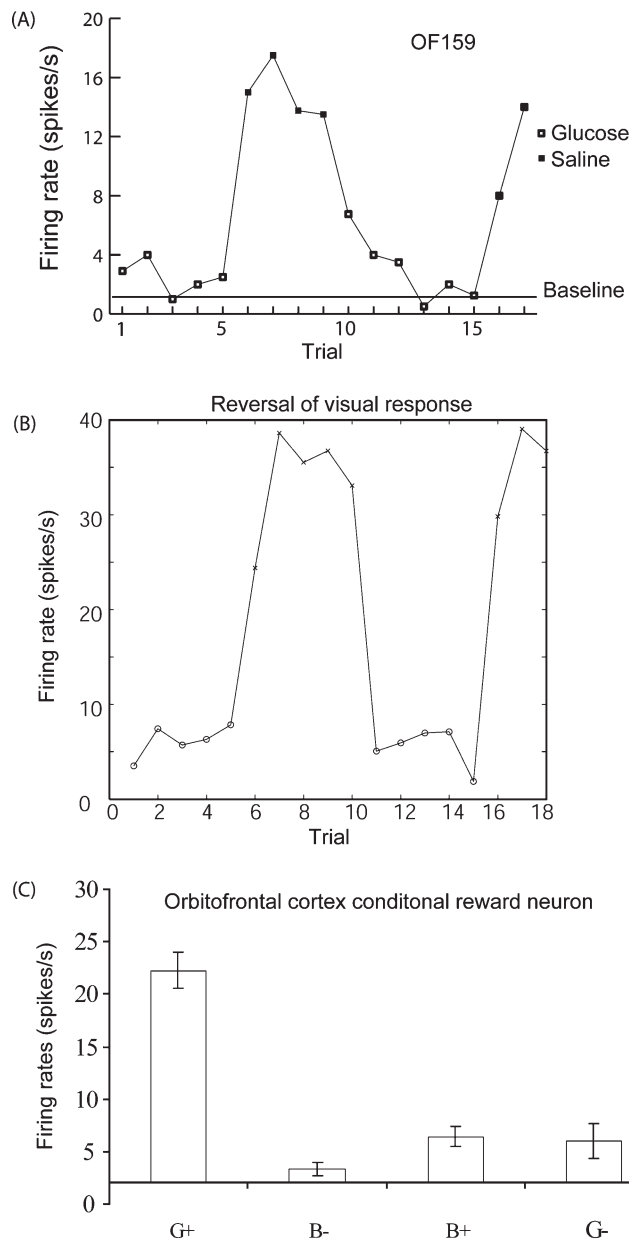 (A)
OF159
Firing rate (spikes/s)
20
16
12
8
4
0
Glucose
Saline
Baseline
1 5 10 15
Trial
(B)
Reversal of visual response
Firing rate (spikes/s)
40
30
20
10
0
0 2 4 6 8 10 12 14 16 18
Trial
(C)
Orbitofrontal cortex conditonal reward neuron
Firing rates (spikes/s)
30
25
20
15
10
5
0
G+ B- B+ G-